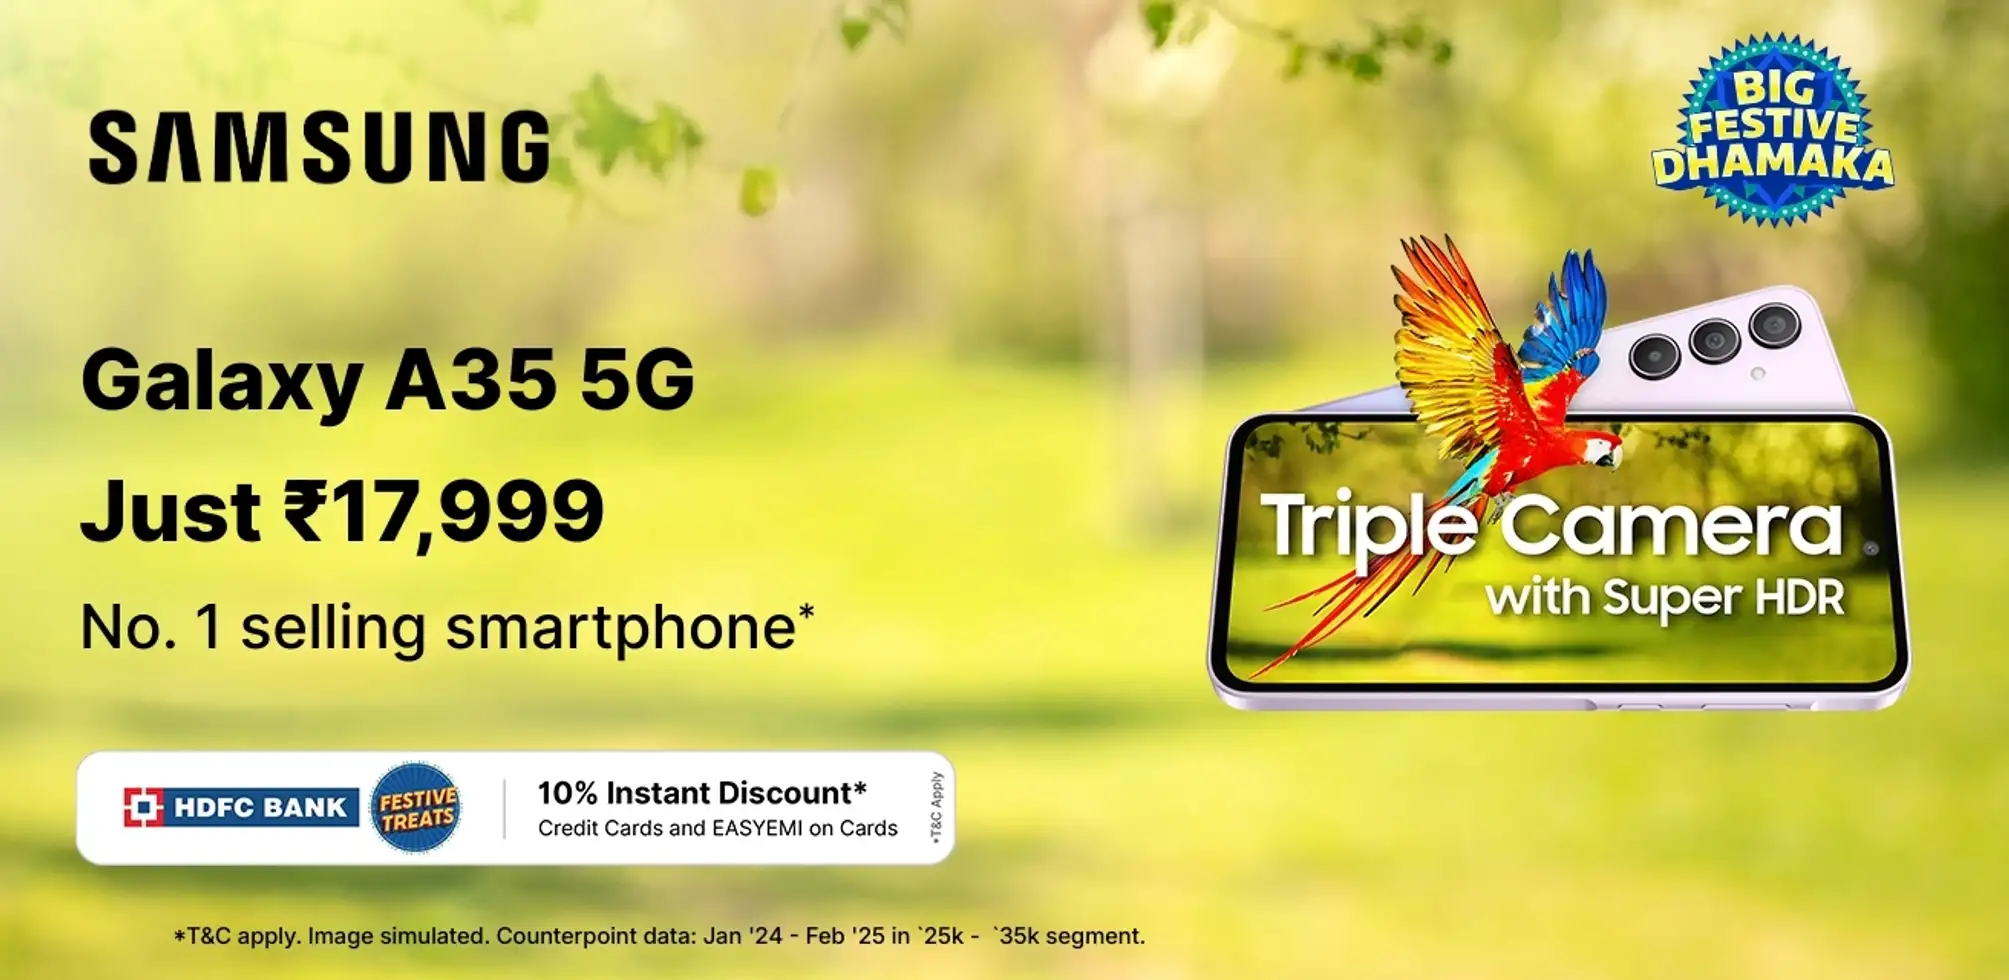 SAMSUNG
BIG
FESTIVE
DHAMAKA
Galaxy A35 5G
Just ₹17,999
No. 1 selling smartphone*
Triple Camera
with Super HDR
HDFC BANK
FESTIVE
TREATS
10% Instant Discount*
Credit Cards and EASYEMI on Cards
*T&C Apply
*T&C apply. Image simulated. Counterpoint data: Jan '24 - Feb '25 in `25k - `35k segment.